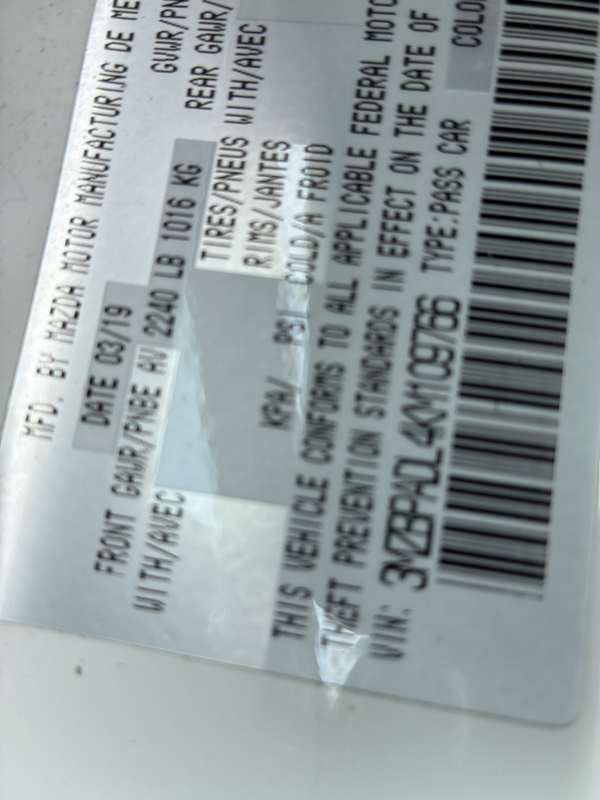 MFD. BY MAZDA MOTOR MANUFACTURING DE ME
DATE 03/19 GVWR/PN
FRONT GAWR/PNBE AV 2240 LB 1016 KG REAR GAWR/
WITH/AVEC TIRES/PNEUS WITH/AVEC
RIMS/JANTES
KPA/ PSI COLD/A FROID COLD
THIS VEHICLE CONFORMS TO ALL APPLICABLE FEDERAL MOTO
THEFT PREVENTION STANDARDS IN EFFECT ON THE DATE OF
VIN: 3MZBPADL4KM109766 TYPE:PASS CAR